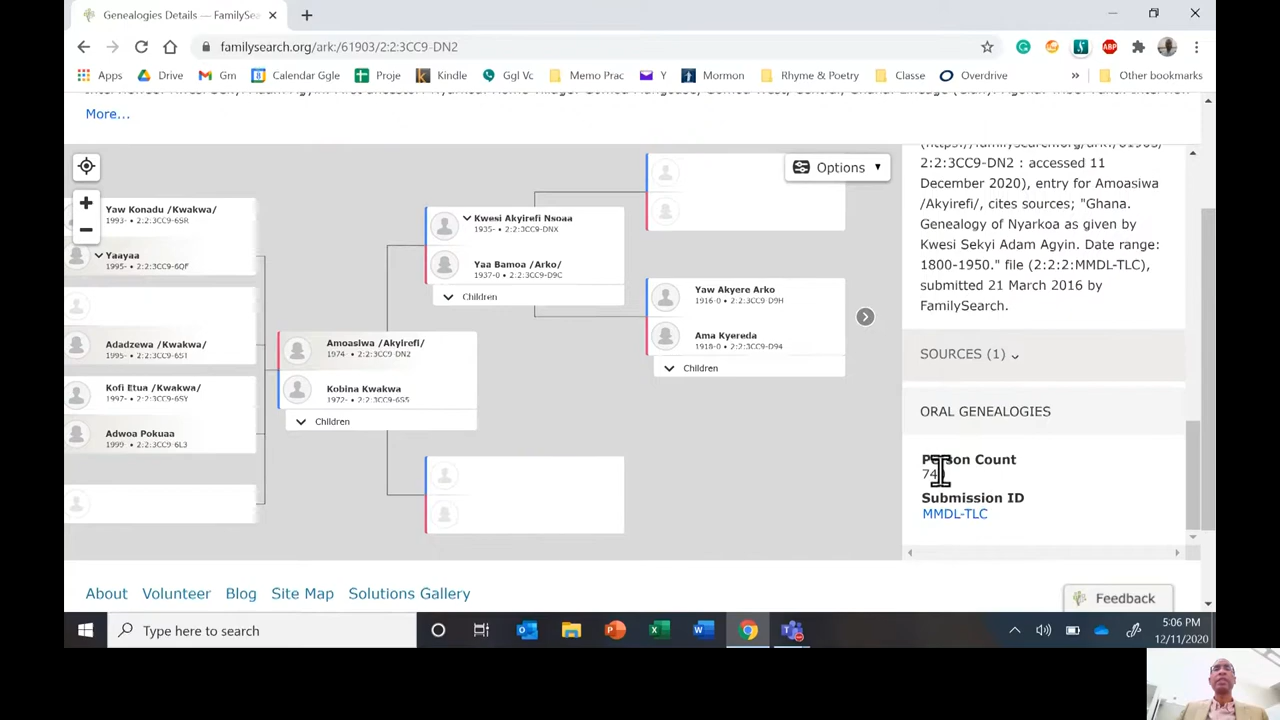 Genealogies Details — FamilySea
familysearch.org/ark:/61903/2:2:3CC9-DN2
Apps
Drive
Gm
Calendar Ggle
Proje
Kindle
Ggl Vc
Memo Prac
Y
Mormon
Rhyme & Poetry
Classe
Overdrive
»
Other bookmarks
More...
Options
Yaw Konadu /Kwakwa/
1993- • 2:2:3CC9-6SR
Yaayaa
1995- • 2:2:3CC9-6QF
Adadzewa /Kwakwa/
1995- • 2:2:3CC9-6ST
Kofi Etua /Kwakwa/
1997- • 2:2:3CC9-6SY
Adwoa Pokuaa
1999- • 2:2:3CC9-6L3
Amoasiwa /Akyirefi/
1974- • 2:2:3CC9-DN2
Kobina Kwakwa
1972- • 2:2:3CC9-6S5
Children
Kwesi Akyirefi Nsoaa
1935- • 2:2:3CC9-DNX
Yaa Bamoa /Arko/
1937-0 • 2:2:3CC9-D9C
Children
Yaw Akyere Arko
1916-0 • 2:2:3CC9-D9H
Ama Kyereda
1918-0 • 2:2:3CC9-D94
Children
2:2:3CC9-DN2 : accessed 11
December 2020), entry for Amoasiwa
/Akyirefi/, cites sources; "Ghana.
Genealogy of Nyarkoa as given by
Kwesi Sekyi Adam Agyin. Date range:
1800-1950." file (2:2:2:MMDL-TLC),
submitted 21 March 2016 by
FamilySearch.
SOURCES (1)
ORAL GENEALOGIES
Person Count
Submission ID
MMDL-TLC
About
Volunteer
Blog
Site Map
Solutions Gallery
Feedback
Type here to search
5:06 PM
12/11/2020